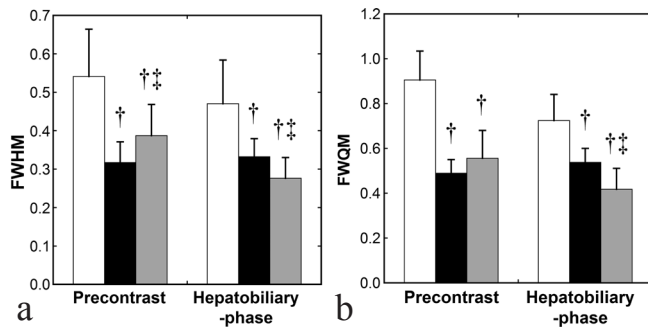 0.7
0.6
0.5
0.4
0.3
0.2
0.1
0.0
FWHM
†
†‡
†
†‡
Precontrast
Hepatobiliary
-phase
a
1.2
1.0
0.8
0.6
0.4
0.2
0.0
FWQM
†
†
†
†‡
Precontrast
Hepatobiliary
-phase
b